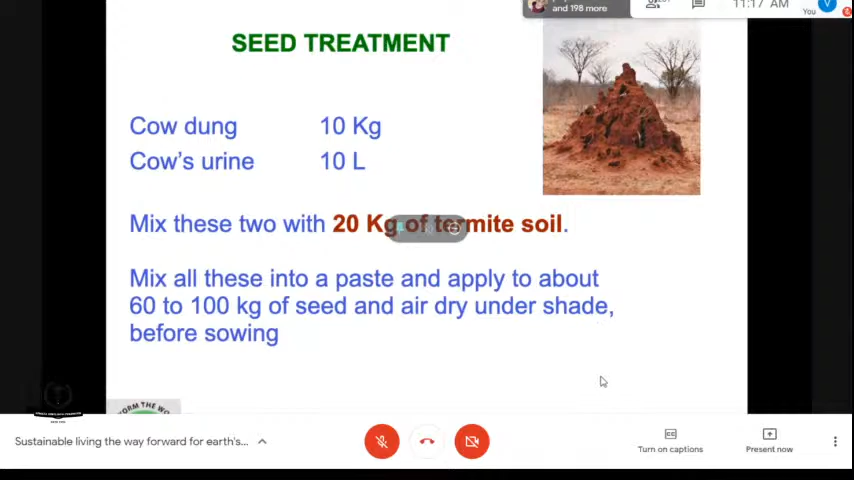 and 198 more
11:17 AM
You
SEED TREATMENT
Cow dung 10 Kg
Cow's urine 10 L
Mix these two with 20 Kg of termite soil.
Mix all these into a paste and apply to about
60 to 100 kg of seed and air dry under shade,
before sowing
FORM THE WO
Sustainable living the way forward for earth's...
Turn on captions
Present now